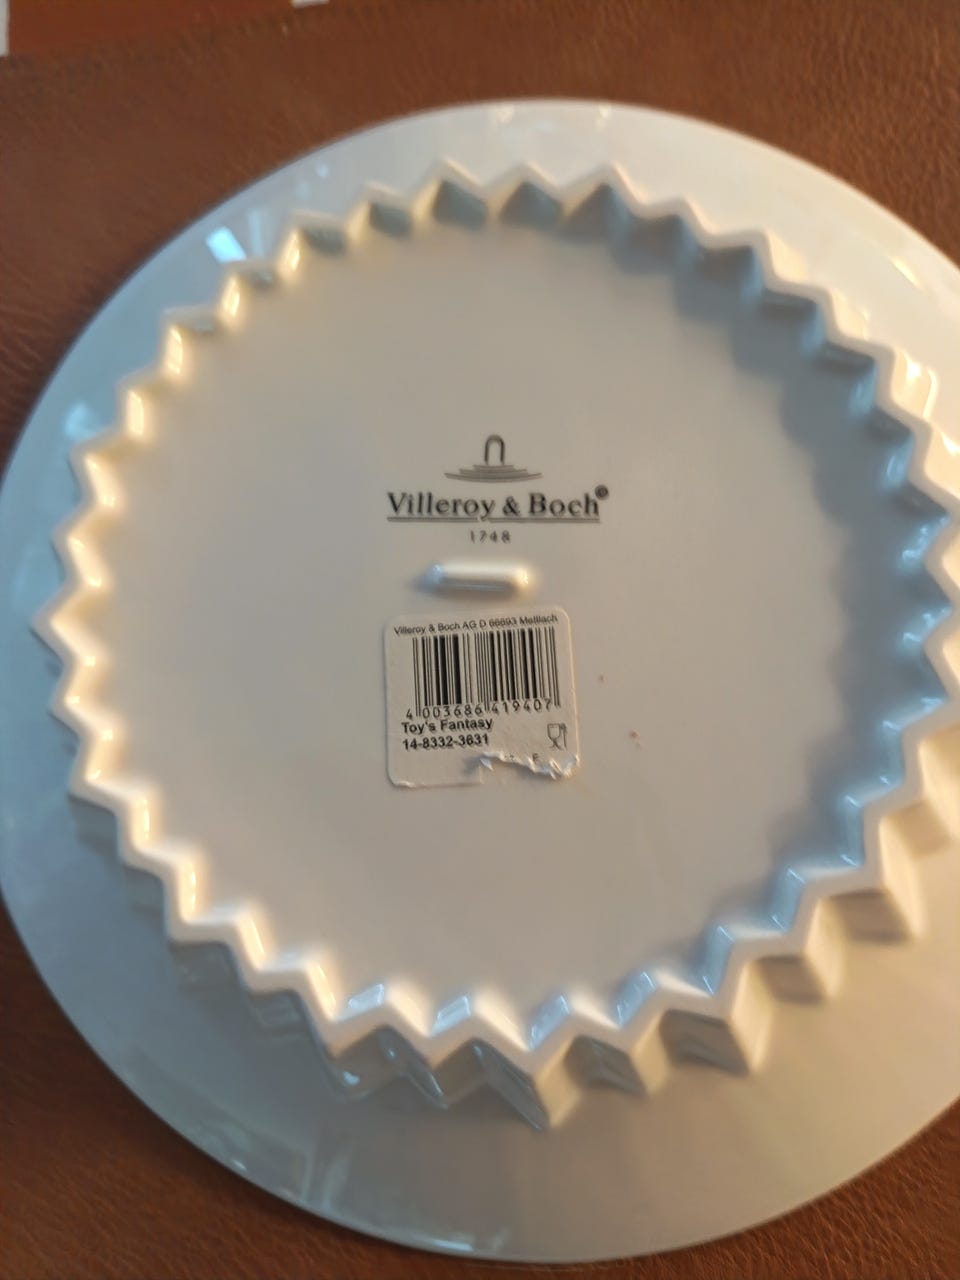 Villeroy & Boch®
1748
Villeroy & Boch AG D 66693 Mettlach
4 003686 419407
Toy's Fantasy
14-8332-3631